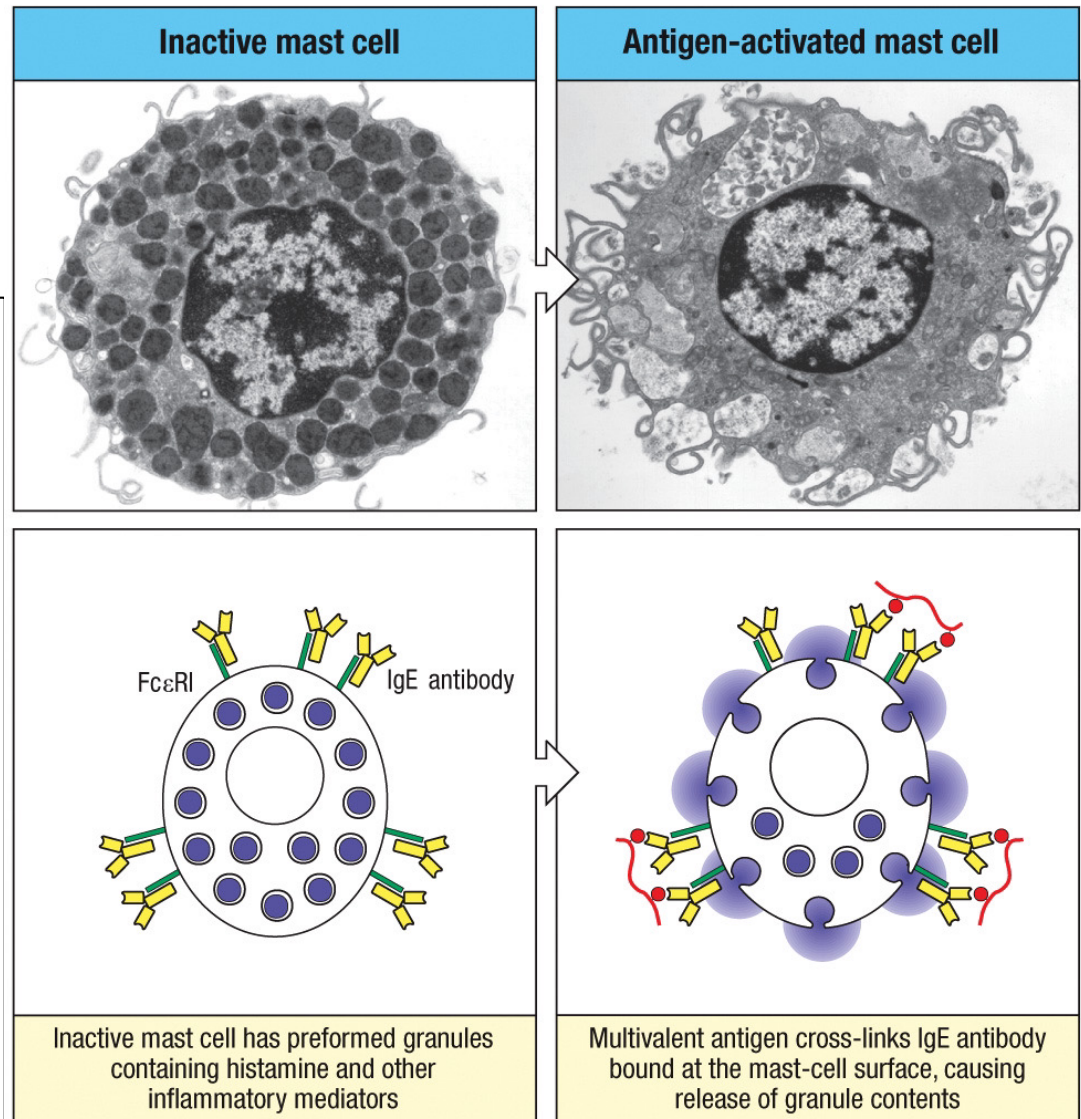 Inactive mast cell
Antigen-activated mast cell
FcεRI
IgE antibody
Inactive mast cell has preformed granules
containing histamine and other
inflammatory mediators
Multivalent antigen cross-links IgE antibody
bound at the mast-cell surface, causing
release of granule contents